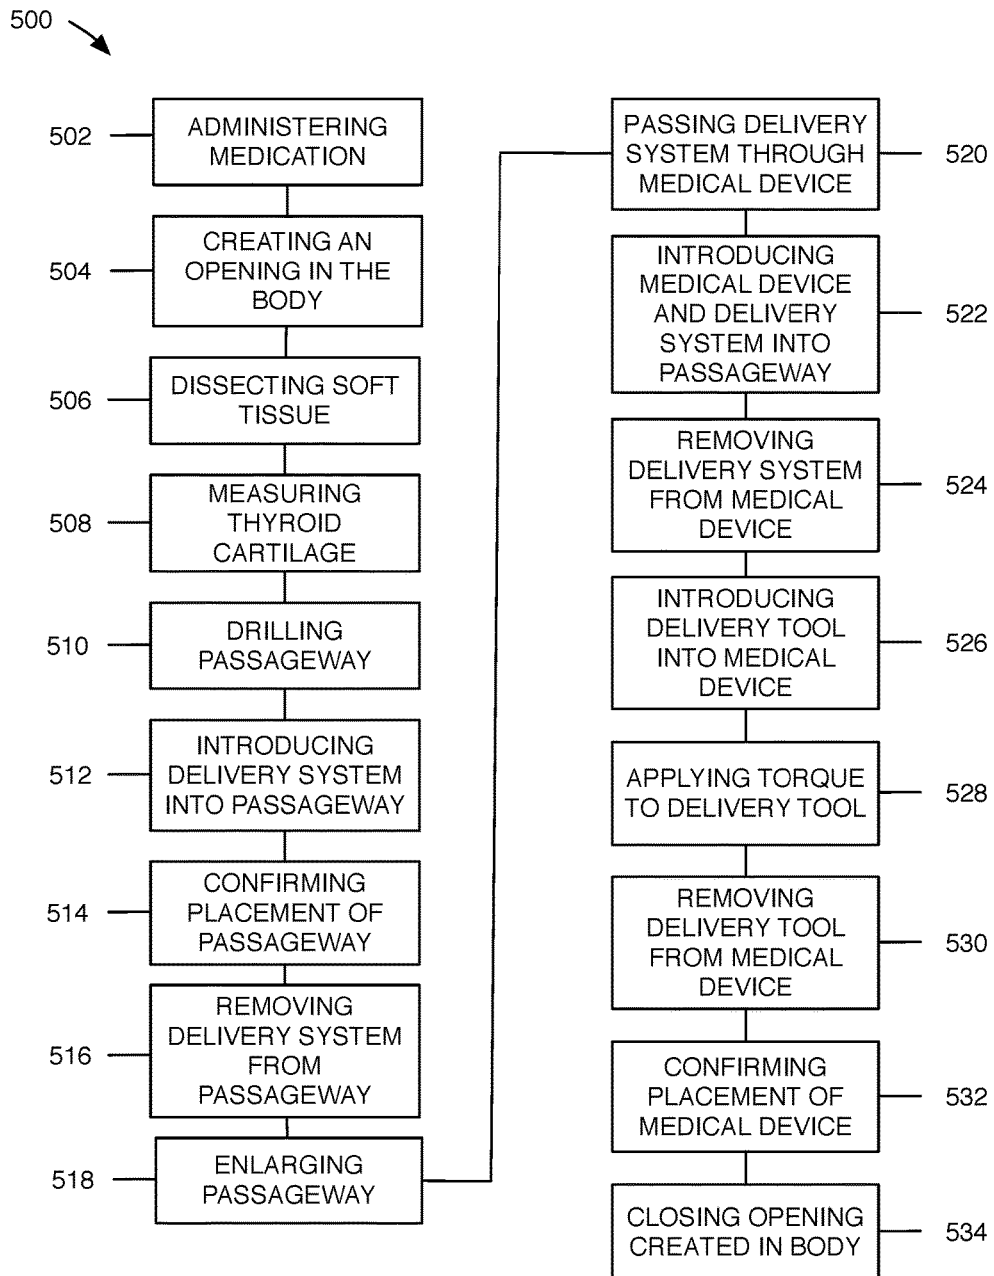 500
502
ADMINISTERING
MEDICATION
504
CREATING AN
OPENING IN THE
BODY
506
DISSECTING SOFT
TISSUE
508
MEASURING
THYROID
CARTILAGE
510
DRILLING
PASSAGEWAY
512
INTRODUCING
DELIVERY SYSTEM
INTO PASSAGEWAY
514
CONFIRMING
PLACEMENT OF
PASSAGEWAY
516
REMOVING
DELIVERY SYSTEM
FROM
PASSAGEWAY
518
ENLARGING
PASSAGEWAY
PASSING DELIVERY
SYSTEM THROUGH
MEDICAL DEVICE
520
INTRODUCING
MEDICAL DEVICE
AND DELIVERY
SYSTEM INTO
PASSAGEWAY
522
REMOVING
DELIVERY SYSTEM
FROM MEDICAL
DEVICE
524
INTRODUCING
DELIVERY TOOL
INTO MEDICAL
DEVICE
526
APPLYING TORQUE
TO DELIVERY TOOL
528
REMOVING
DELIVERY TOOL
FROM MEDICAL
DEVICE
530
CONFIRMING
PLACEMENT OF
MEDICAL DEVICE
532
CLOSING OPENING
CREATED IN BODY
534